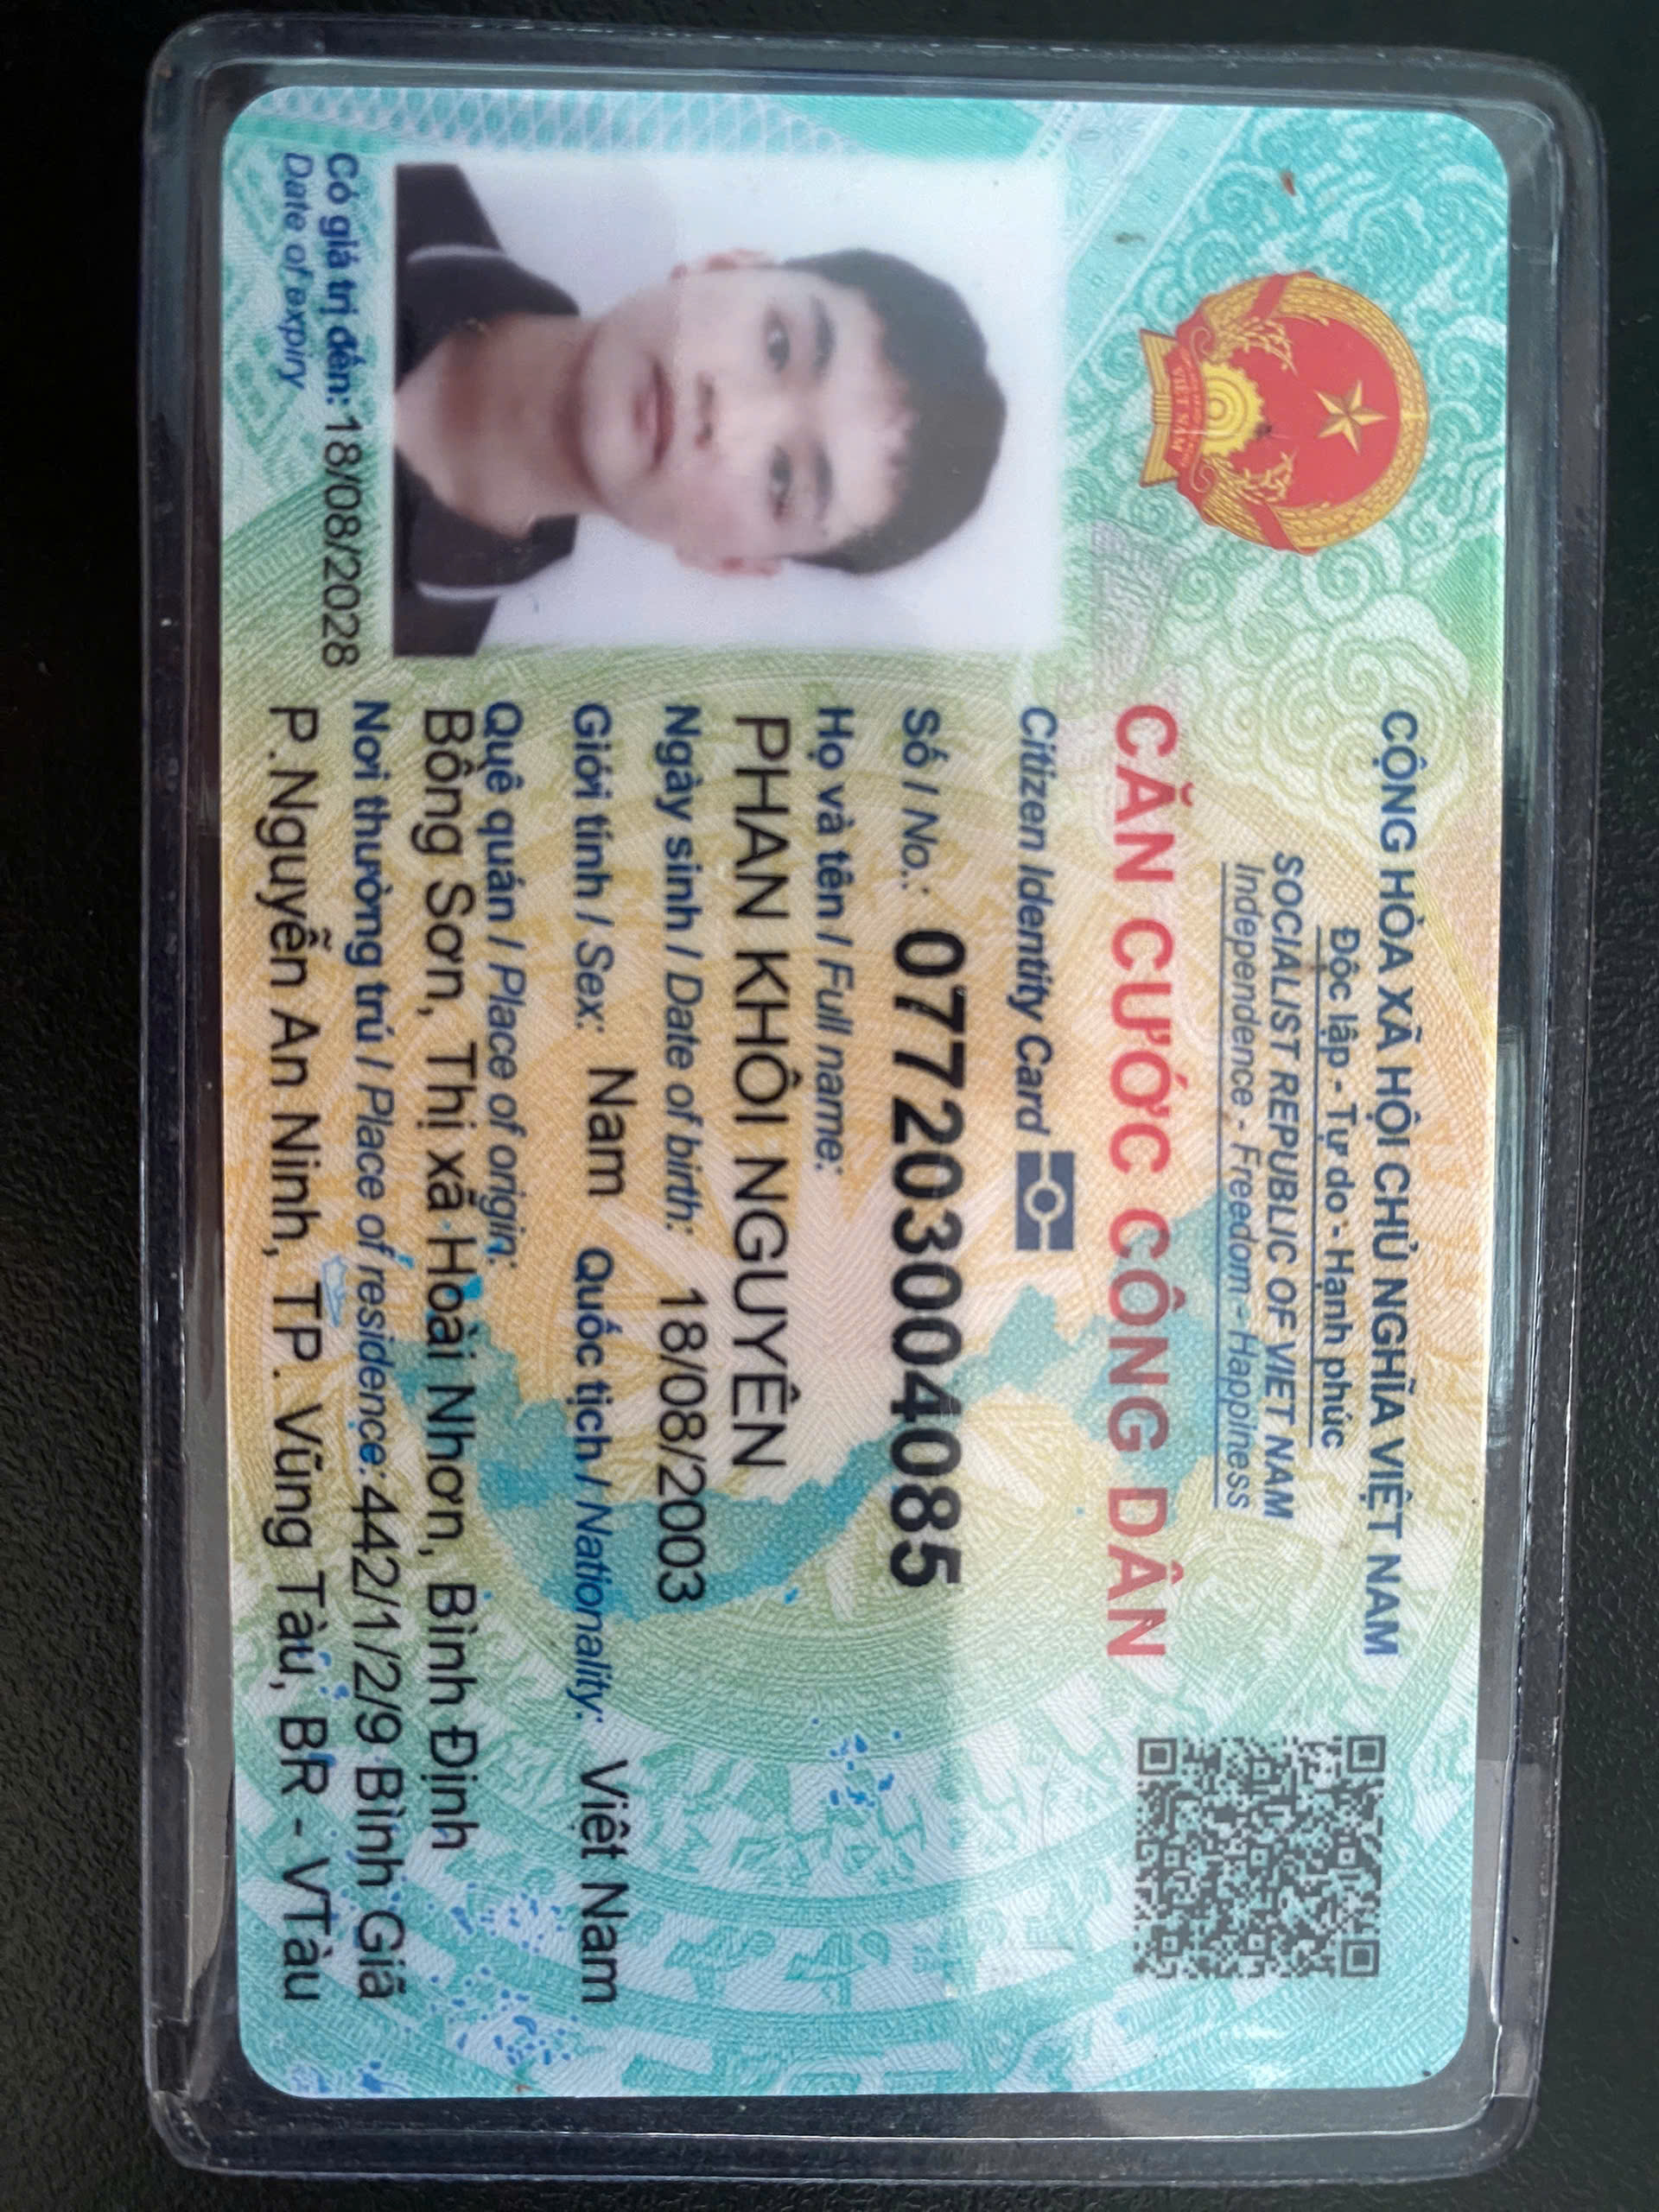 CỘNG HÒA XÃ HỘI CHỦ NGHĨA VIỆT NAM
Độc lập - Tự do - Hạnh phúc
SOCIALIST REPUBLIC OF VIET NAM
Independence - Freedom - Happiness
VIỆT NAM
CĂN CƯỚC CÔNG DÂN
Citizen Identity Card
Số / No.: 077203004085
Họ và tên / Full name:
PHAN KHÔI NGUYÊN
Ngày sinh / Date of birth: 18/08/2003
Giới tính / Sex: Nam Quốc tịch / Nationality: Việt Nam
Quê quán / Place of origin:
Bồng Sơn, Thị xã Hoài Nhơn, Bình Định
Nơi thường trú / Place of residence: 442/1/2/9 Bình Giã
P.Nguyễn An Ninh, TP. Vũng Tàu, BR - VTàu
Có giá trị đến: 18/08/2028
Date of expiry